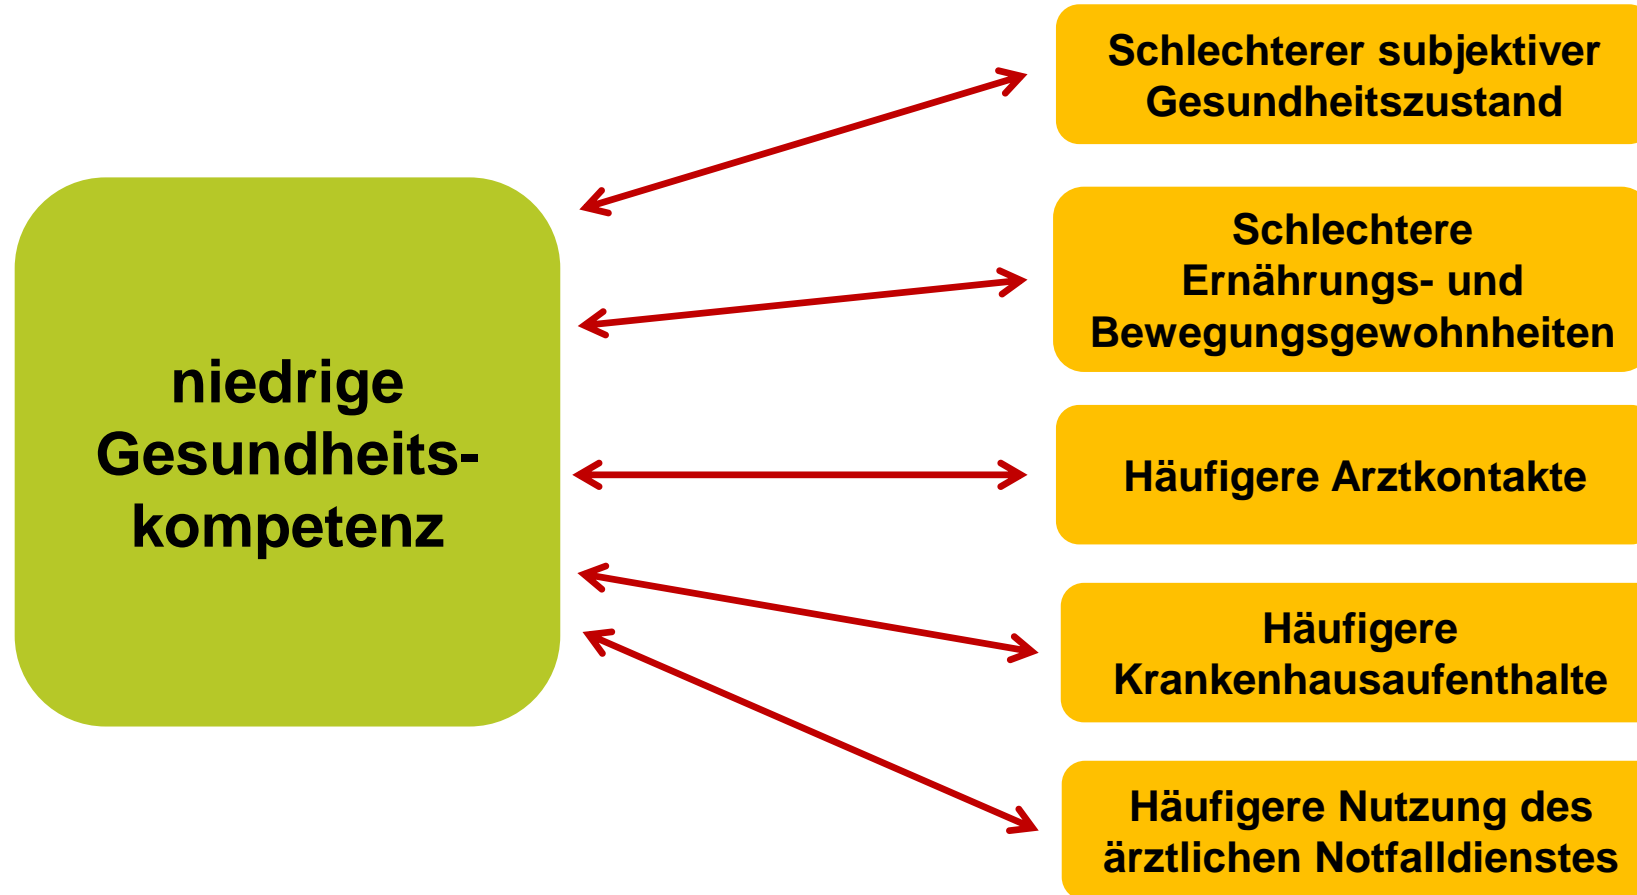 niedrige
Gesundheits-
kompetenz
Schlechterer subjektiver
Gesundheitszustand
Schlechtere
Ernährungs- und
Bewegungsgewohnheiten
Häufigere Arztkontakte
Häufigere
Krankenhausaufenthalte
Häufigere Nutzung des
ärztlichen Notfalldienstes